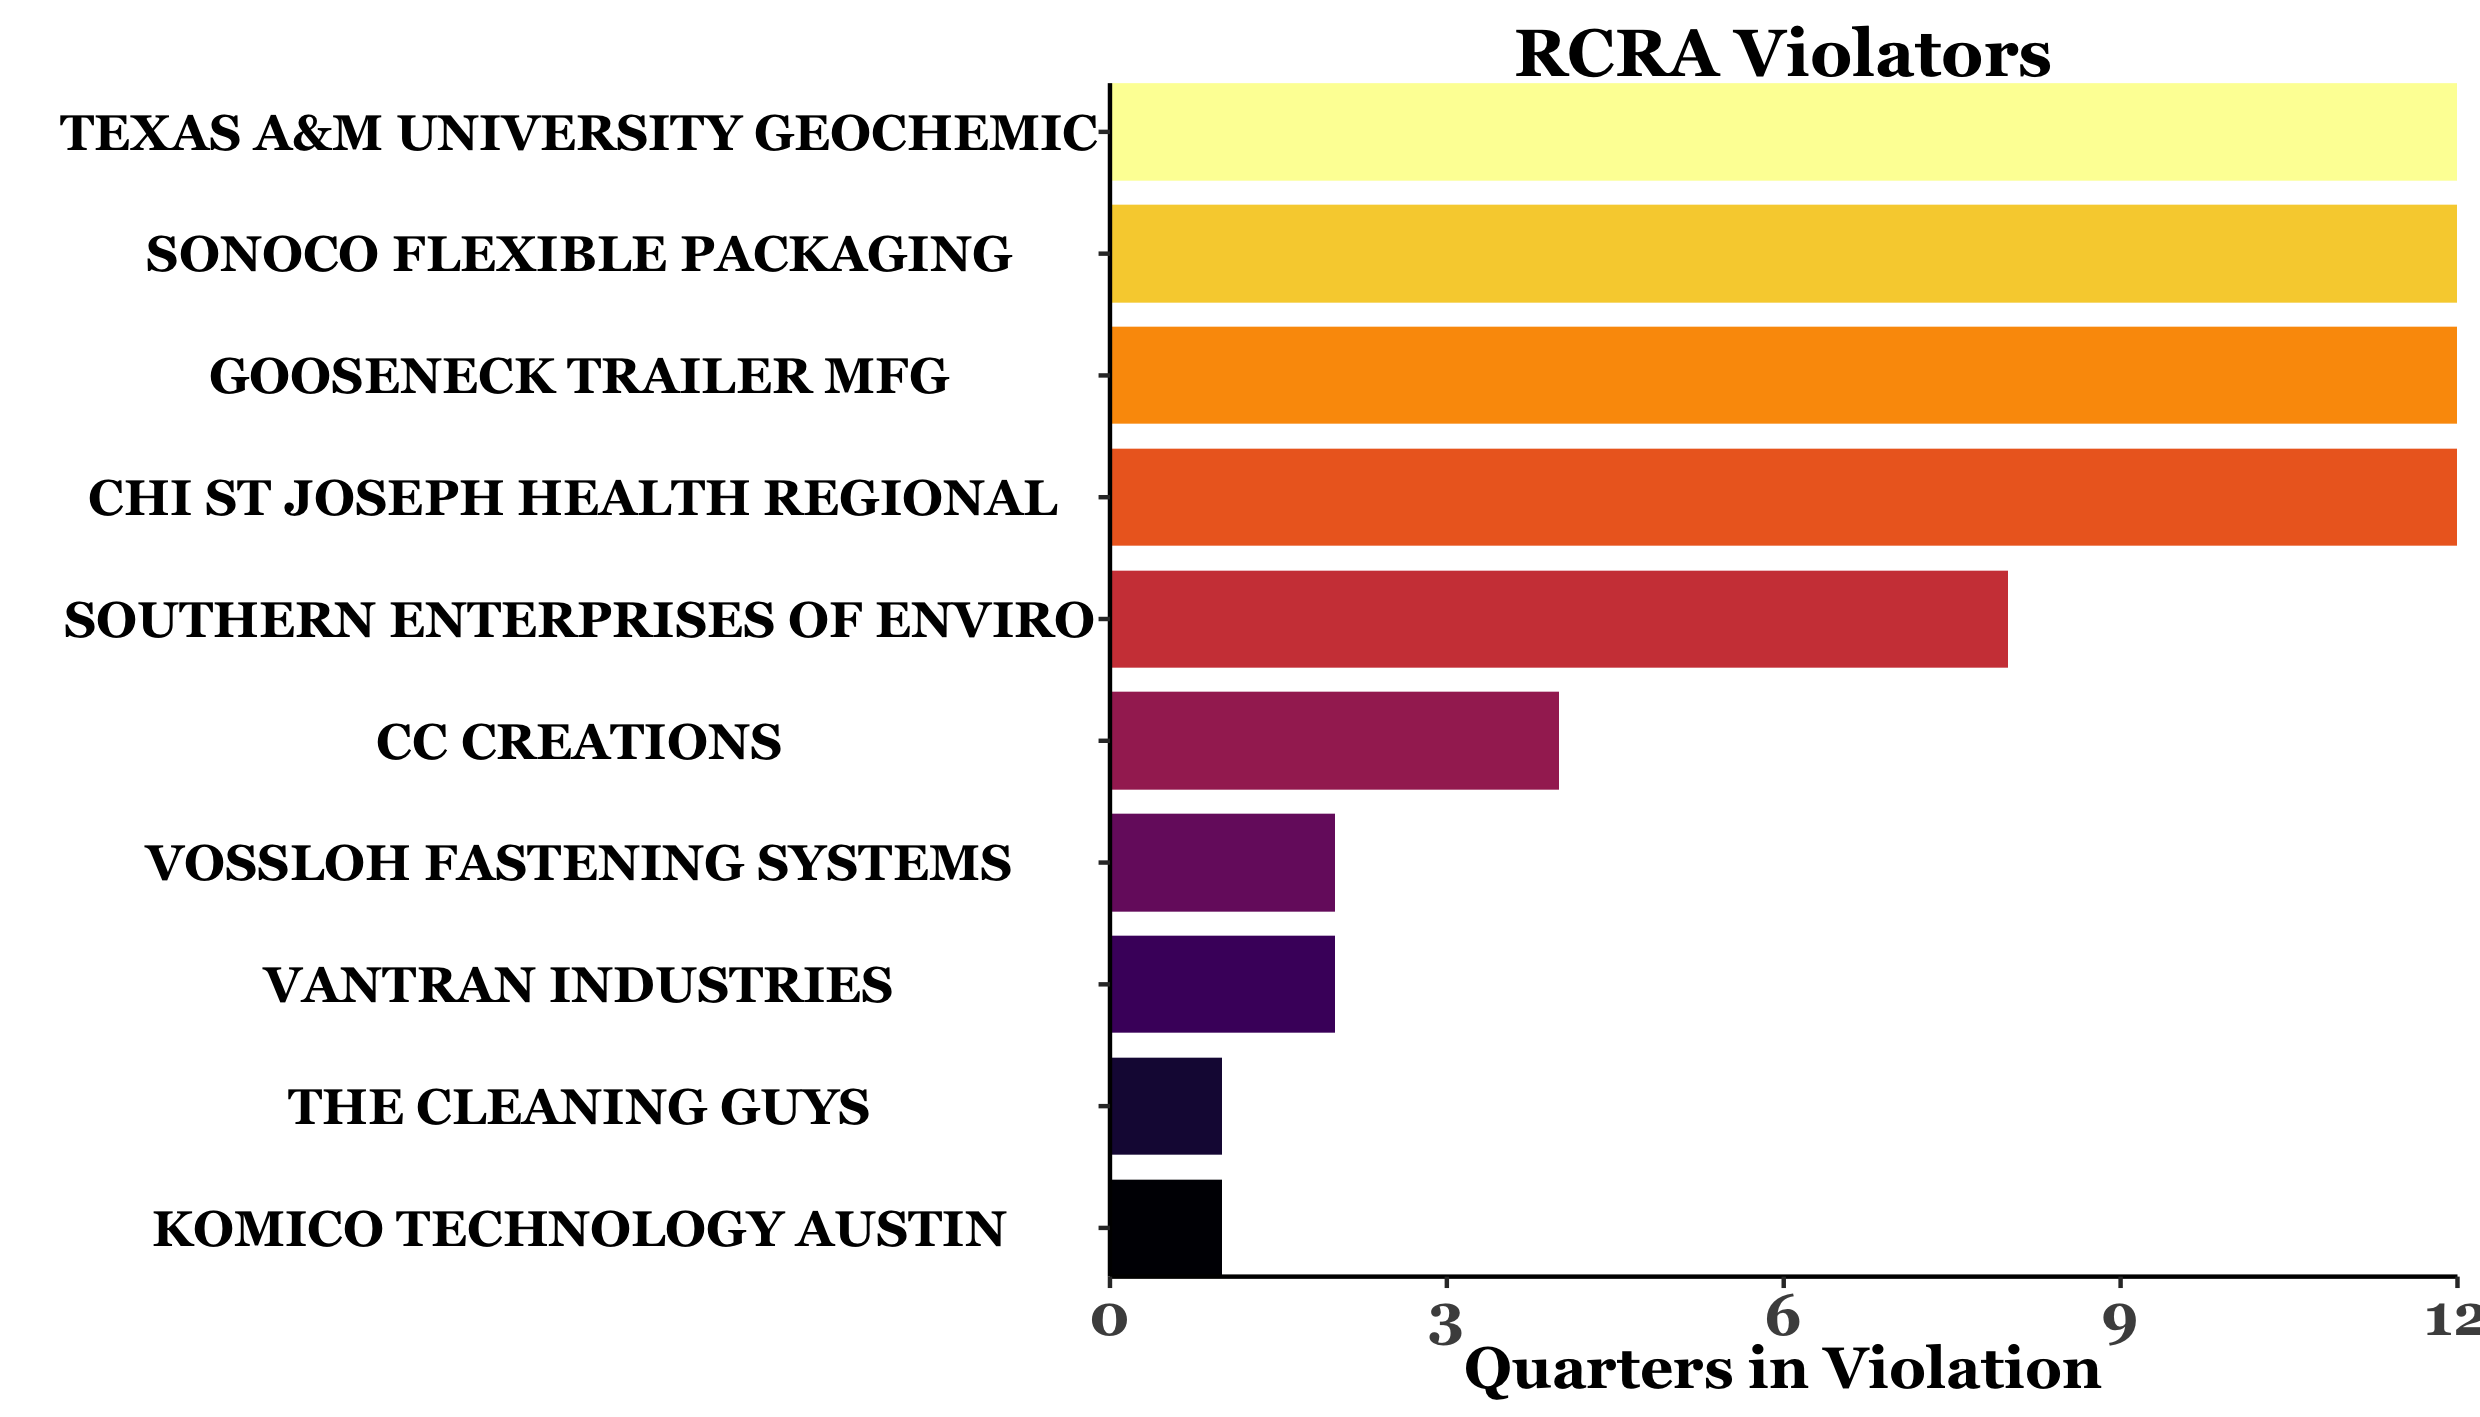 RCRA Violators
TEXAS A&M UNIVERSITY GEOCHEMIC
SONOCO FLEXIBLE PACKAGING
GOOSENECK TRAILER MFG
CHI ST JOSEPH HEALTH REGIONAL
SOUTHERN ENTERPRISES OF ENVIRO
CC CREATIONS
VOSSLOH FASTENING SYSTEMS
VANTRAN INDUSTRIES
THE CLEANING GUYS
KOMICO TECHNOLOGY AUSTIN
0 3 6 9 12
Quarters in Violation